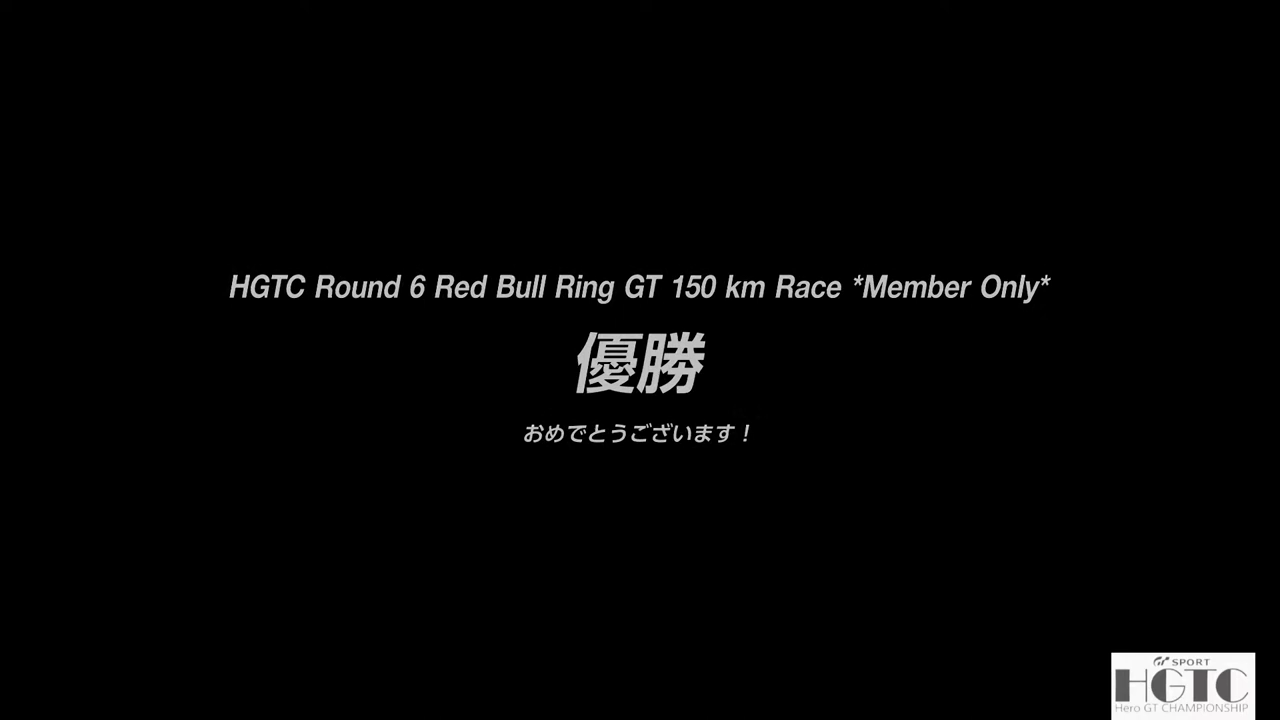 HGTC Round 6 Red Bull Ring GT 150 km Race *Member Only*
優勝
おめでとうございます！
GT SPORT
HGTC
Hero GT CHAMPIONSHIP